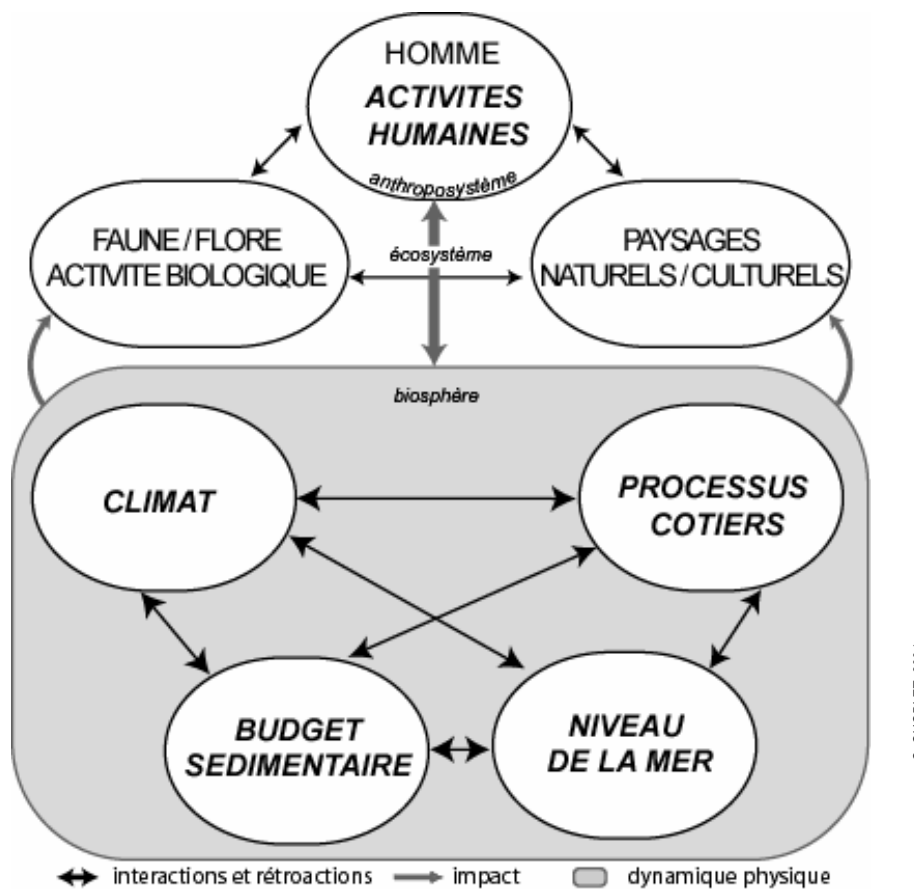 HOMME
ACTIVITES
HUMAINES
anthroposystème
FAUNE / FLORE
ACTIVITE BIOLOGIQUE
écosystème
PAYSAGES
NATURELS / CULTURELS
biosphère
CLIMAT
PROCESSUS
COTIERS
BUDGET
SEDIMENTAIRE
NIVEAU
DE LA MER
interactions et rétroactions
impact
dynamique physique